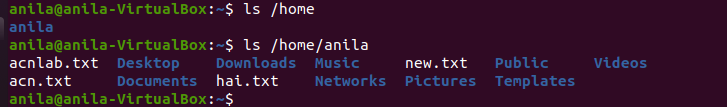 anila@anila-VirtualBox:~$ ls /home
anila
anila@anila-VirtualBox:~$ ls /home/anila
acnlab.txt Desktop Downloads Music new.txt Public Videos
acn.txt Documents hai.txt Networks Pictures Templates
anila@anila-VirtualBox:~$